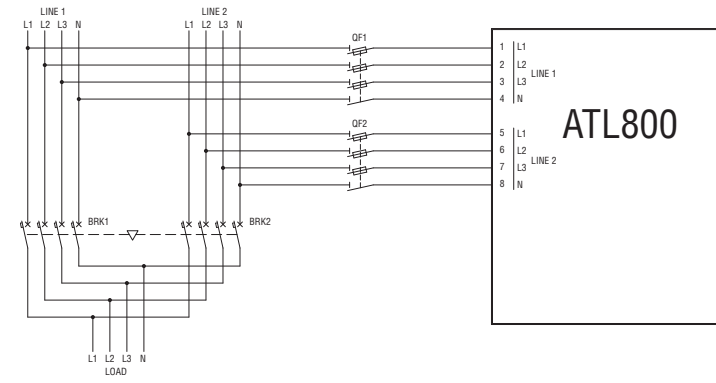 LINE 1
L1 L2 L3 N
LINE 2
L1 L2 L3 N
QF1
1 L1
2 L2
3 L3
4 N
LINE 1
QF2
5 L1
6 L2
7 L3
8 N
LINE 2
ATL800
BRK1
BRK2
L1 L2 L3 N
LOAD